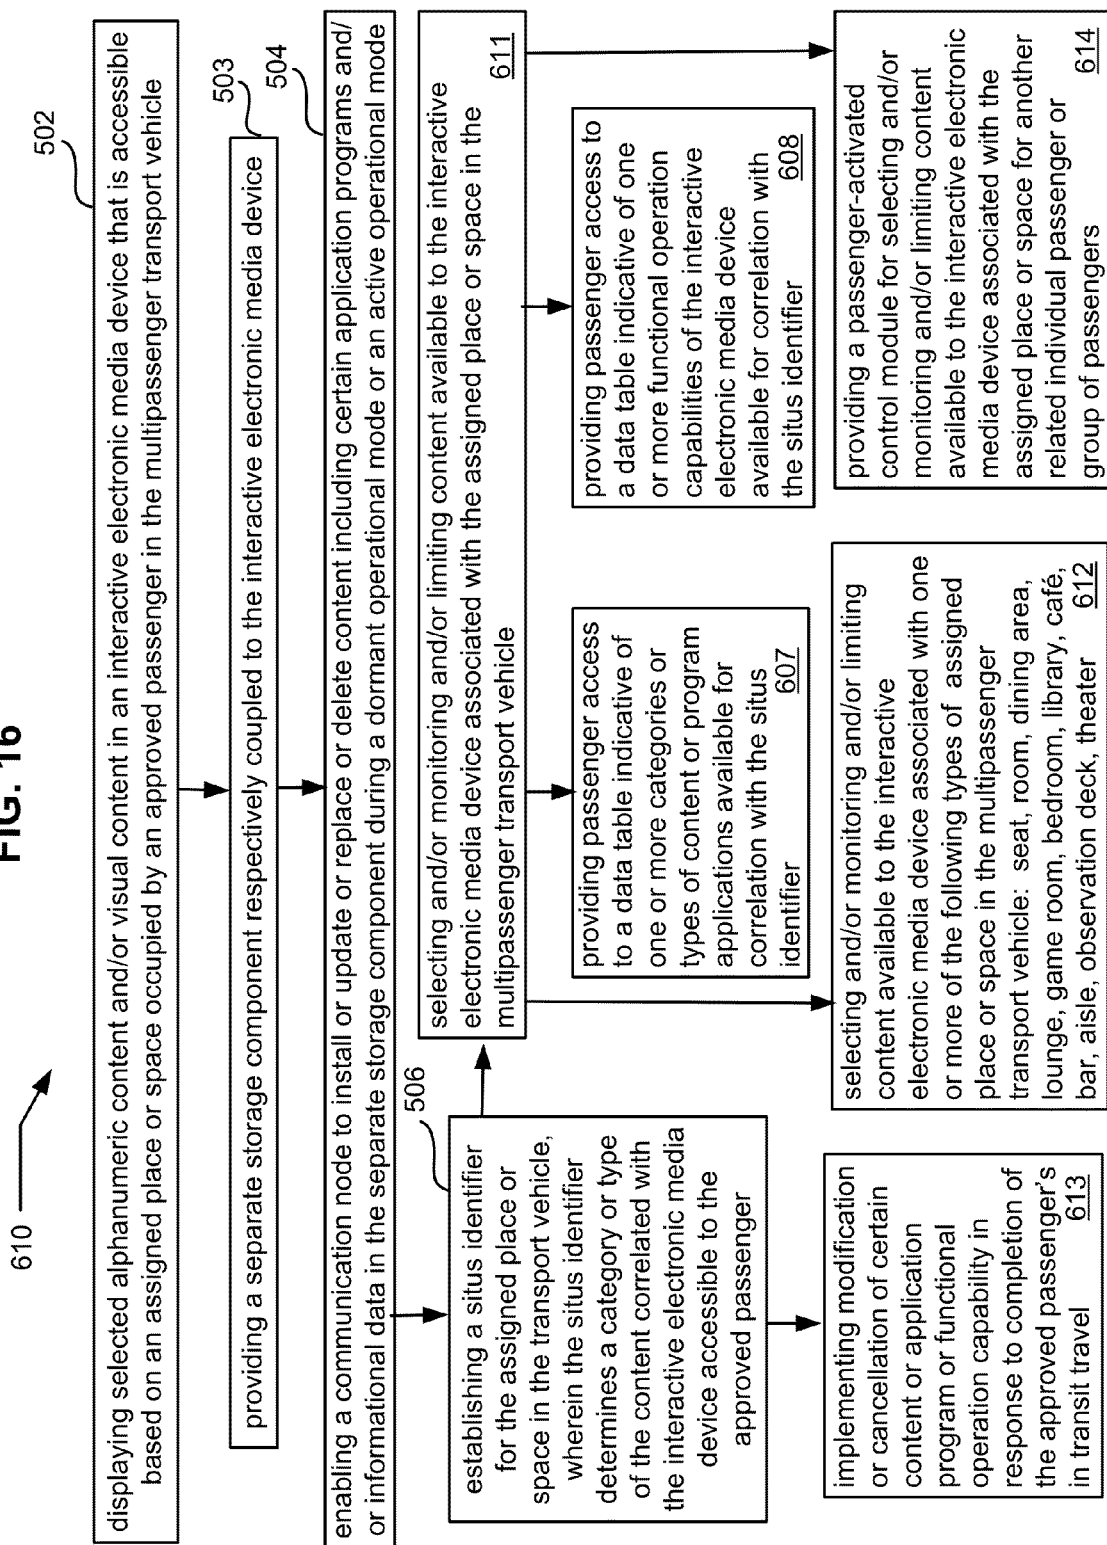 FIG. 16
610
502
displaying selected alphanumeric content and/or visual content in an interactive electronic media device that is accessible
based on an assigned place or space occupied by an approved passenger in the multipassenger transport vehicle
503
providing a separate storage component respectively coupled to the interactive electronic media device
504
enabling a communication node to install or update or replace or delete content including certain application programs and/
or informational data in the separate storage component during a dormant operational mode or an active operational mode
506
establishing a situs identifier
for the assigned place or
space in the transport vehicle,
wherein the situs identifier
determines a category or type
of the content correlated with
the interactive electronic media
device accessible to the
approved passenger
selecting and/or monitoring and/or limiting content available to the interactive
electronic media device associated with the assigned place or space in the
multipassenger transport vehicle
611
providing passenger access
to a data table indicative of
one or more categories or
types of content or program
applications available for
correlation with the situs
identifier
607
providing passenger access to
a data table indicative of one
or more functional operation
capabilities of the interactive
electronic media device
available for correlation with
the situs identifier
608
implementing modification
or cancellation of certain
content or application
program or functional
operation capability in
response to completion of
the approved passenger's
in transit travel
613
selecting and/or monitoring and/or limiting
content available to the interactive
electronic media device associated with one
or more of the following types of assigned
place or space in the multipassenger
transport vehicle: seat, room, dining area,
lounge, game room, bedroom, library, café,
bar, aisle, observation deck, theater
612
providing a passenger-activated
control module for selecting and/or
monitoring and/or limiting content
available to the interactive electronic
media device associated with the
assigned place or space for another
related individual passenger or
group of passengers
614